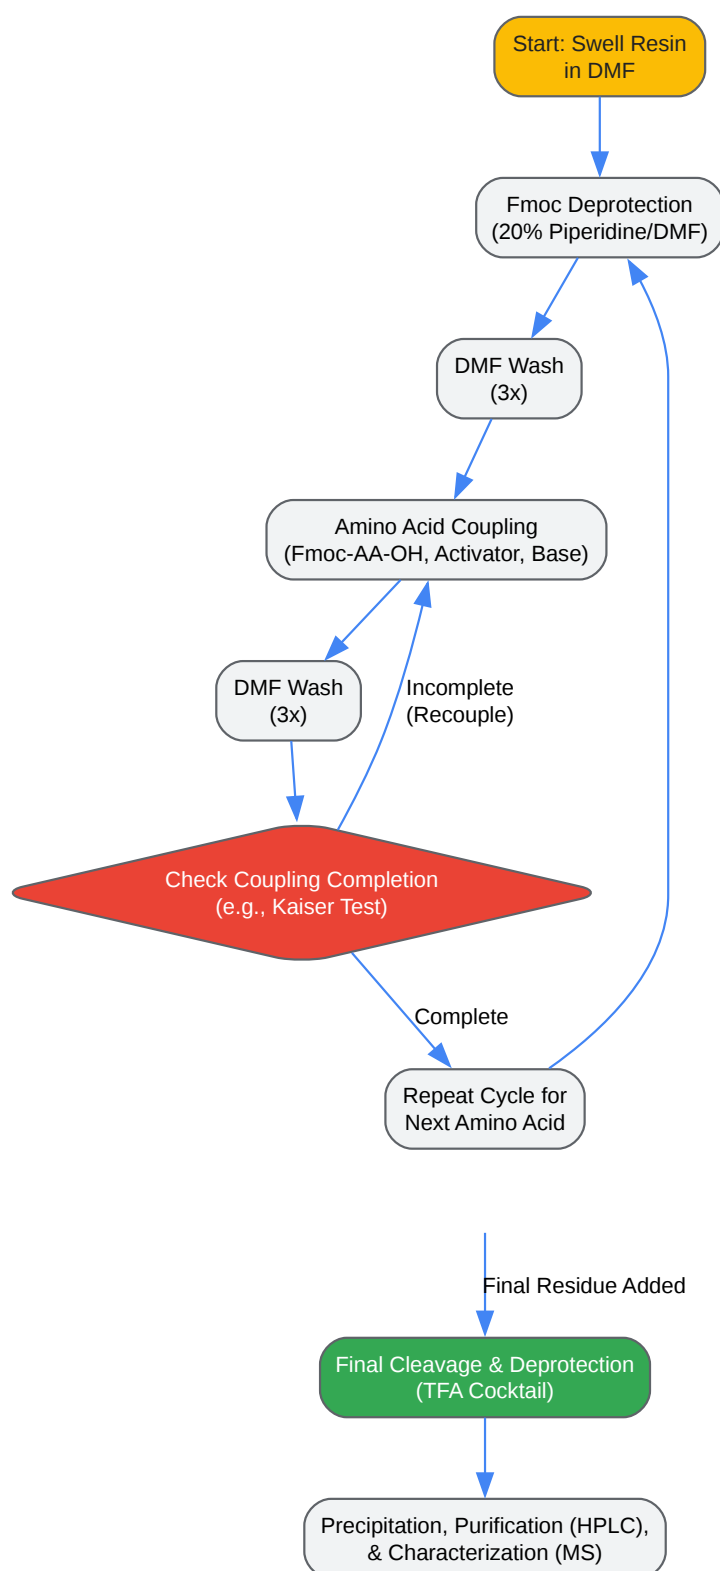 Start: Swell Resin
in DMF
Fmoc Deprotection
(20% Piperidine/DMF)
DMF Wash
(3x)
Amino Acid Coupling
(Fmoc-AA-OH, Activator, Base)
DMF Wash
(3x)
Incomplete
(Recouple)
Check Coupling Completion
(e.g., Kaiser Test)
Complete
Repeat Cycle for
Next Amino Acid
Final Residue Added
Final Cleavage & Deprotection
(TFA Cocktail)
Precipitation, Purification (HPLC),
& Characterization (MS)